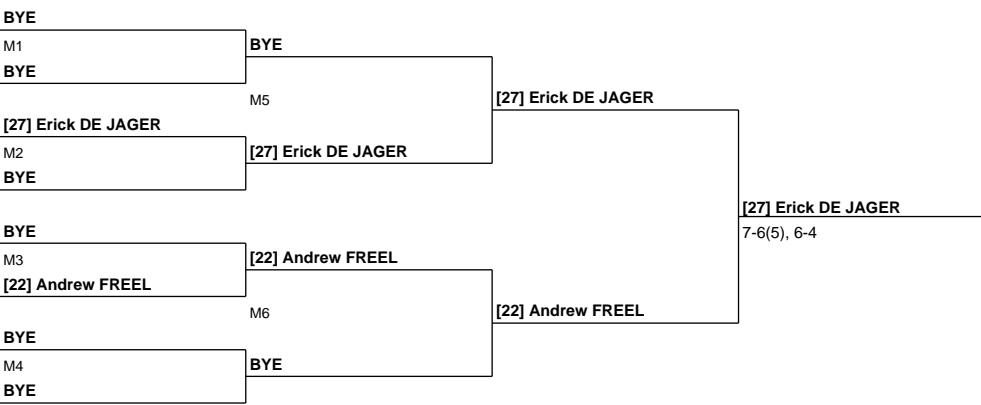 BYE
M1
BYE
BYE
M5
[27] Erick DE JAGER
[27] Erick DE JAGER
M2
[27] Erick DE JAGER
BYE
[27] Erick DE JAGER
7-6(5), 6-4
BYE
M3
[22] Andrew FREEL
[22] Andrew FREEL
M6
[22] Andrew FREEL
BYE
M4
BYE
BYE